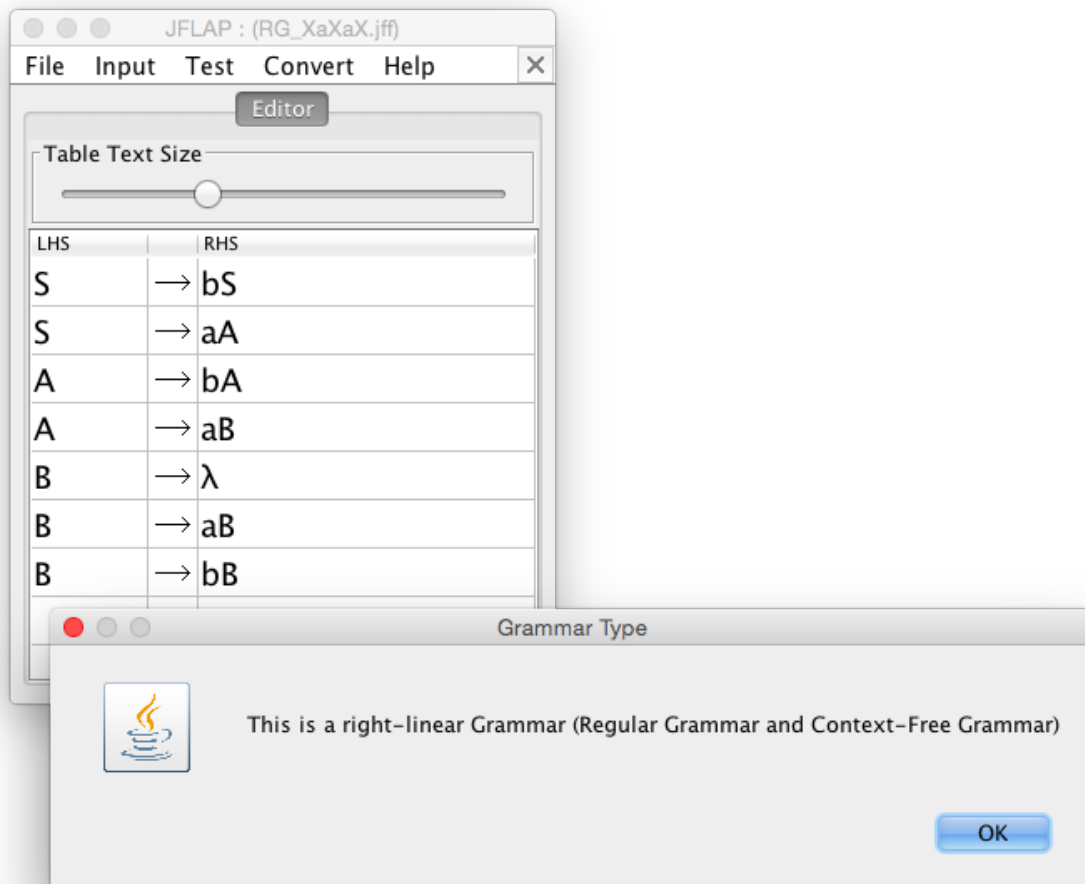 JFLAP : (RG_XaXaX.jff)
File Input Test Convert Help
Editor
Table Text Size
LHS RHS
S → bS
S → aA
A → bA
A → aB
B → λ
B → aB
B → bB
Grammar Type
This is a right-linear Grammar (Regular Grammar and Context-Free Grammar)
OK